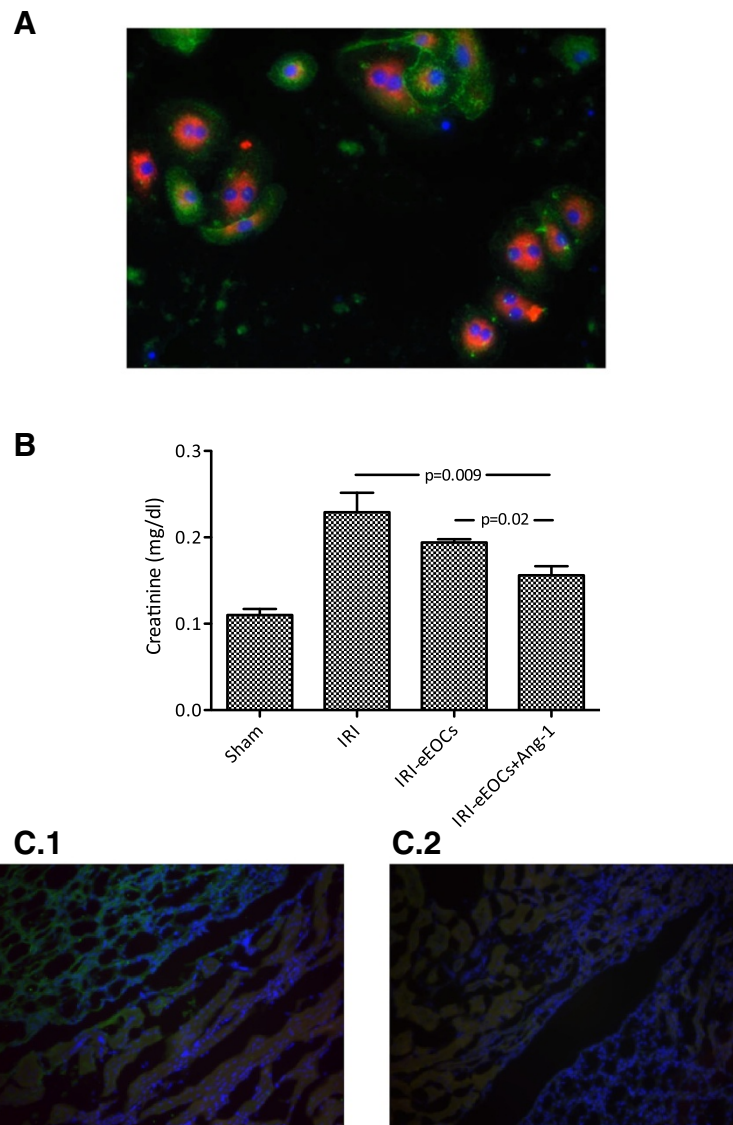 A
B
0.3
p=0.009
p=0.02
0.2
Creatinine (mg/dl)
0.1
0.0
Sham
IRI
IRI-eEOCs
IRI-eEOCs+Ang-1
C.1
C.2